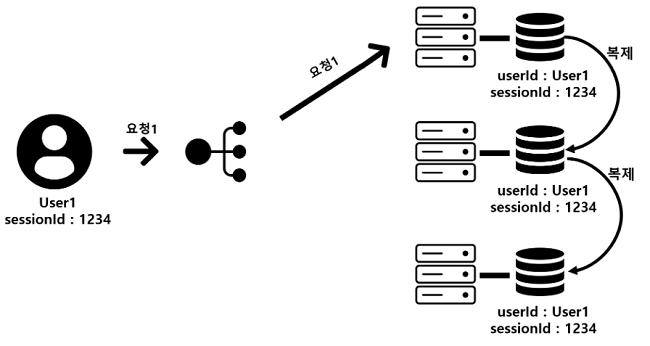 User1
sessionId : 1234
요청1
요청1
userId : User1
sessionId : 1234
복제
userId : User1
sessionId : 1234
복제
userId : User1
sessionId : 1234